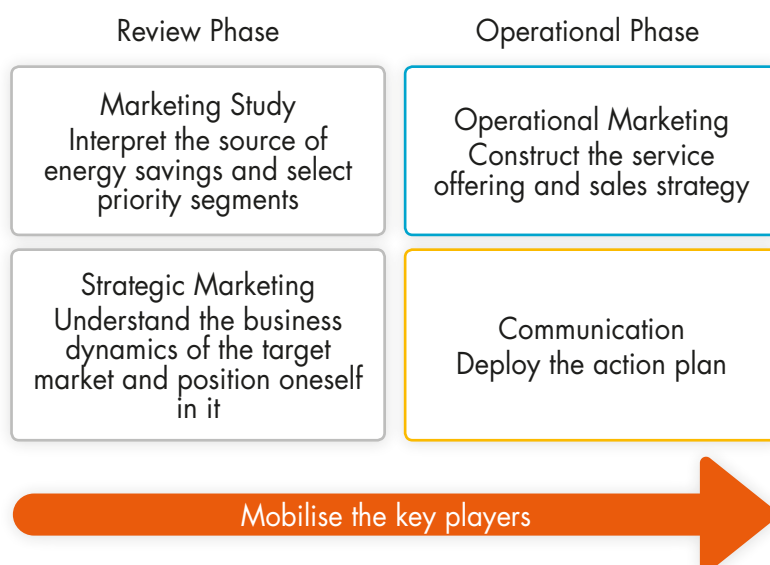 Review Phase
Operational Phase
Marketing Study
Interpret the source of
energy savings and select
priority segments
Operational Marketing
Construct the service
offering and sales strategy
Strategic Marketing
Understand the business
dynamics of the target
market and position oneself
in it
Communication
Deploy the action plan
Mobilise the key players